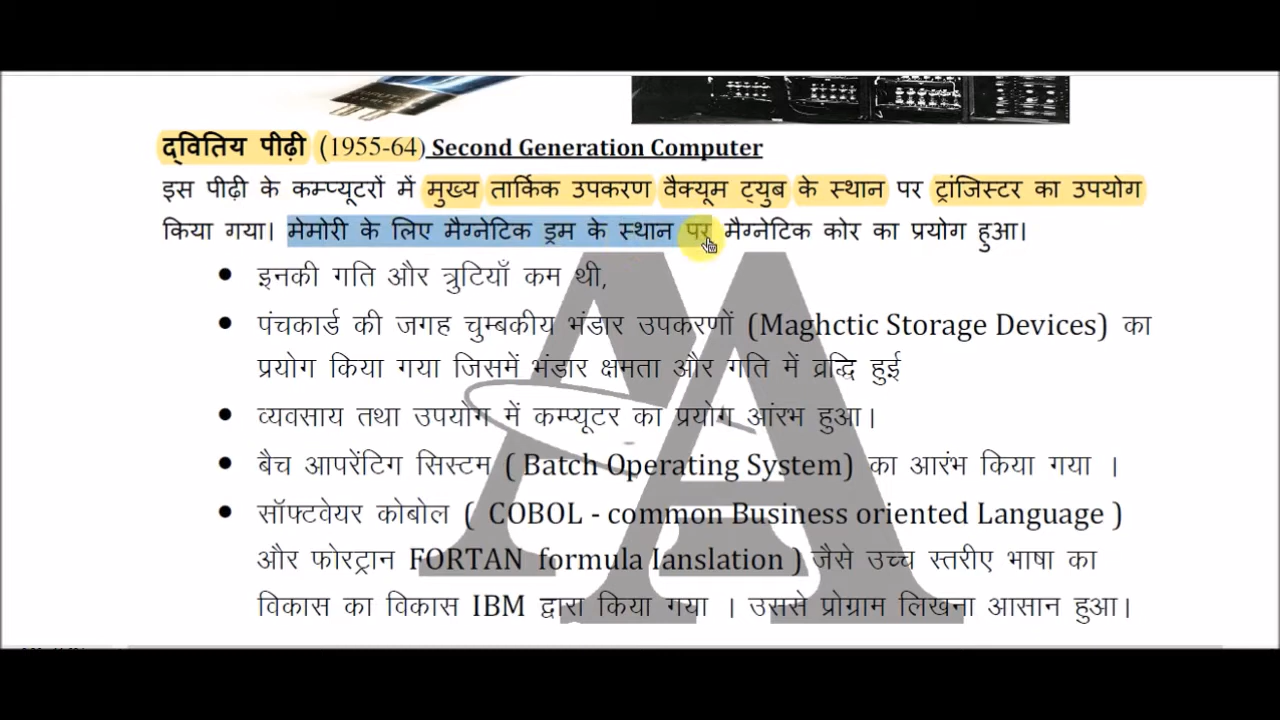 द्वितिय पीढ़ी (1955-64) Second Generation Computer
इस पीढ़ी के कम्प्यूटरों में मुख्य तार्किक उपकरण वैक्यूम ट्युब के स्थान पर ट्रांजिस्टर का उपयोग
किया गया। मेमोरी के लिए मैग्नेटिक ड्रम के स्थान पर मैग्नेटिक कोर का प्रयोग हुआ।
• इनकी गति और त्रुटियाँ कम थी,
• पंचकार्ड की जगह चुम्बकीय भंडार उपकरणों (Maghctic Storage Devices) का
प्रयोग किया गया जिसमें भंडार क्षमता और गति में व्रद्धि हुई
• व्यवसाय तथा उपयोग में कम्प्यूटर का प्रयोग आंरभ हुआ।
• बैच आपरेंटिग सिस्टम ( Batch Operating System) का आरंभ किया गया ।
• सॉफ्टवेयर कोबोल ( COBOL - common Business oriented Language )
और फोरट्रान FORTAN formula Ianslation ) जैसे उच्च स्तरीए भाषा का
विकास का विकास IBM द्वारा किया गया । उससे प्रोग्राम लिखना आसान हुआ।